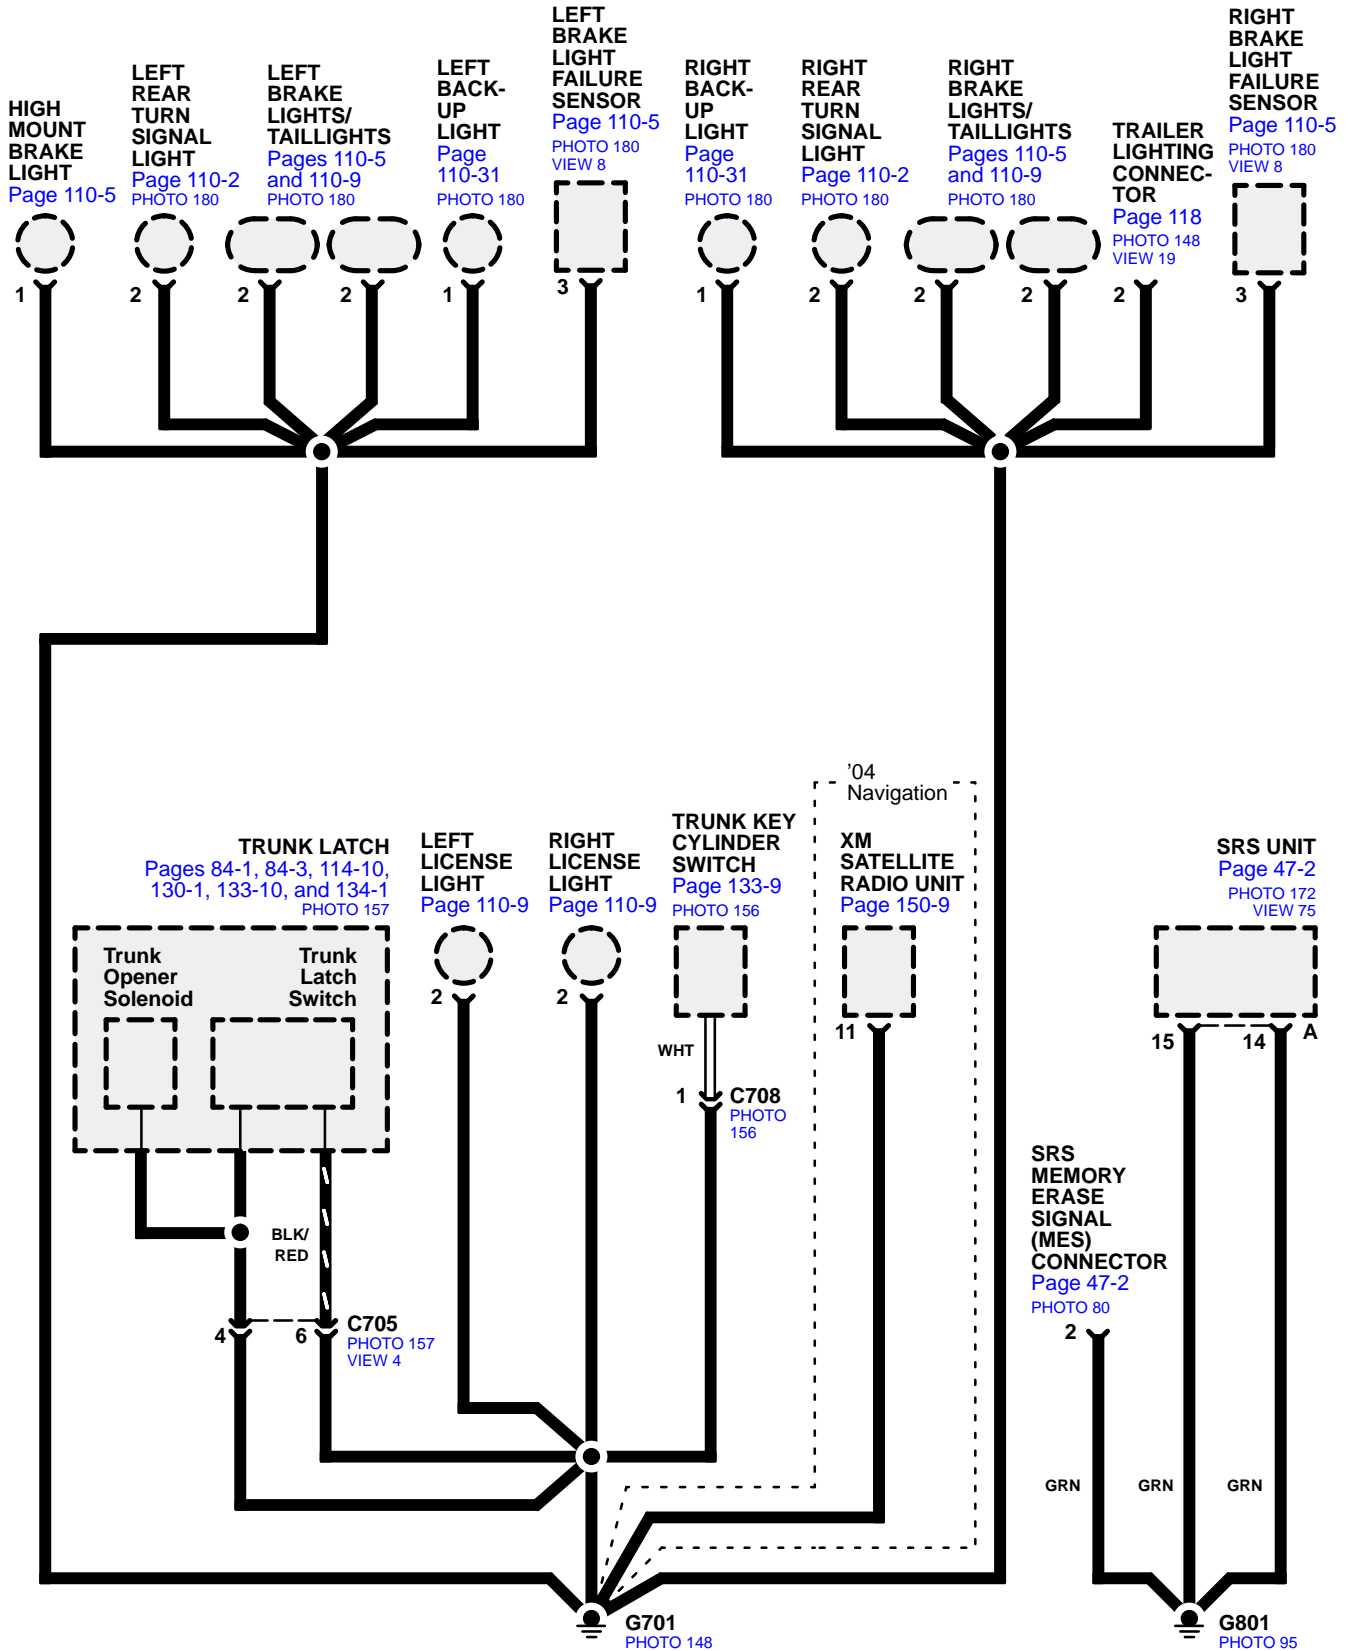 HIGH
MOUNT
BRAKE
LIGHT
Page 110-5
1
LEFT
REAR
TURN
SIGNAL
LIGHT
Page 110-2
PHOTO 180
2
LEFT
BRAKE
LIGHTS/
TAILLIGHTS
Pages 110-5
and 110-9
PHOTO 180
2
2
LEFT
BACK-
UP
LIGHT
Page
110-31
PHOTO 180
1
LEFT
BRAKE
LIGHT
FAILURE
SENSOR
Page 110-5
PHOTO 180
VIEW 8
3
RIGHT
BACK-
UP
LIGHT
Page
110-31
PHOTO 180
1
RIGHT
REAR
TURN
SIGNAL
LIGHT
Page 110-2
PHOTO 180
2
RIGHT
BRAKE
LIGHTS/
TAILLIGHTS
Pages 110-5
and 110-9
PHOTO 180
2
2
TRAILER
LIGHTING
CONNEC-
TOR
Page 118
PHOTO 148
VIEW 19
2
RIGHT
BRAKE
LIGHT
FAILURE
SENSOR
Page 110-5
PHOTO 180
VIEW 8
3
TRUNK LATCH
Pages 84-1, 84-3, 114-10,
130-1, 133-10, and 134-1
PHOTO 157
Trunk
Opener
Solenoid
Trunk
Latch
Switch
BLK/
RED
4
6
C705
PHOTO 157
VIEW 4
LEFT
LICENSE
LIGHT
Page 110-9
2
RIGHT
LICENSE
LIGHT
Page 110-9
2
TRUNK KEY
CYLINDER
SWITCH
Page 133-9
PHOTO 156
WHT
1
C708
PHOTO
156
'04
Navigation
XM
SATELLITE
RADIO UNIT
Page 150-9
11
SRS UNIT
Page 47-2
PHOTO 172
VIEW 75
15
14
A
SRS
MEMORY
ERASE
SIGNAL
(MES)
CONNECTOR
Page 47-2
PHOTO 80
2
GRN
GRN
GRN
G701
PHOTO 148
G801
PHOTO 95